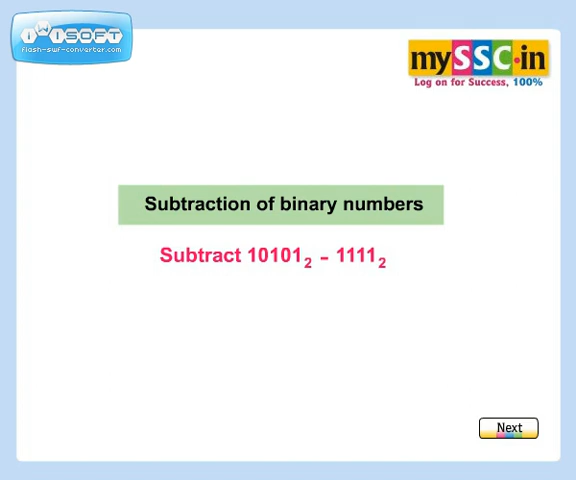 iWiSOFT
flash-swf-converter.com
mySSC.in
Log on for Success, 100%
Subtraction of binary numbers
Subtract 10101₂ - 1111₂
Next